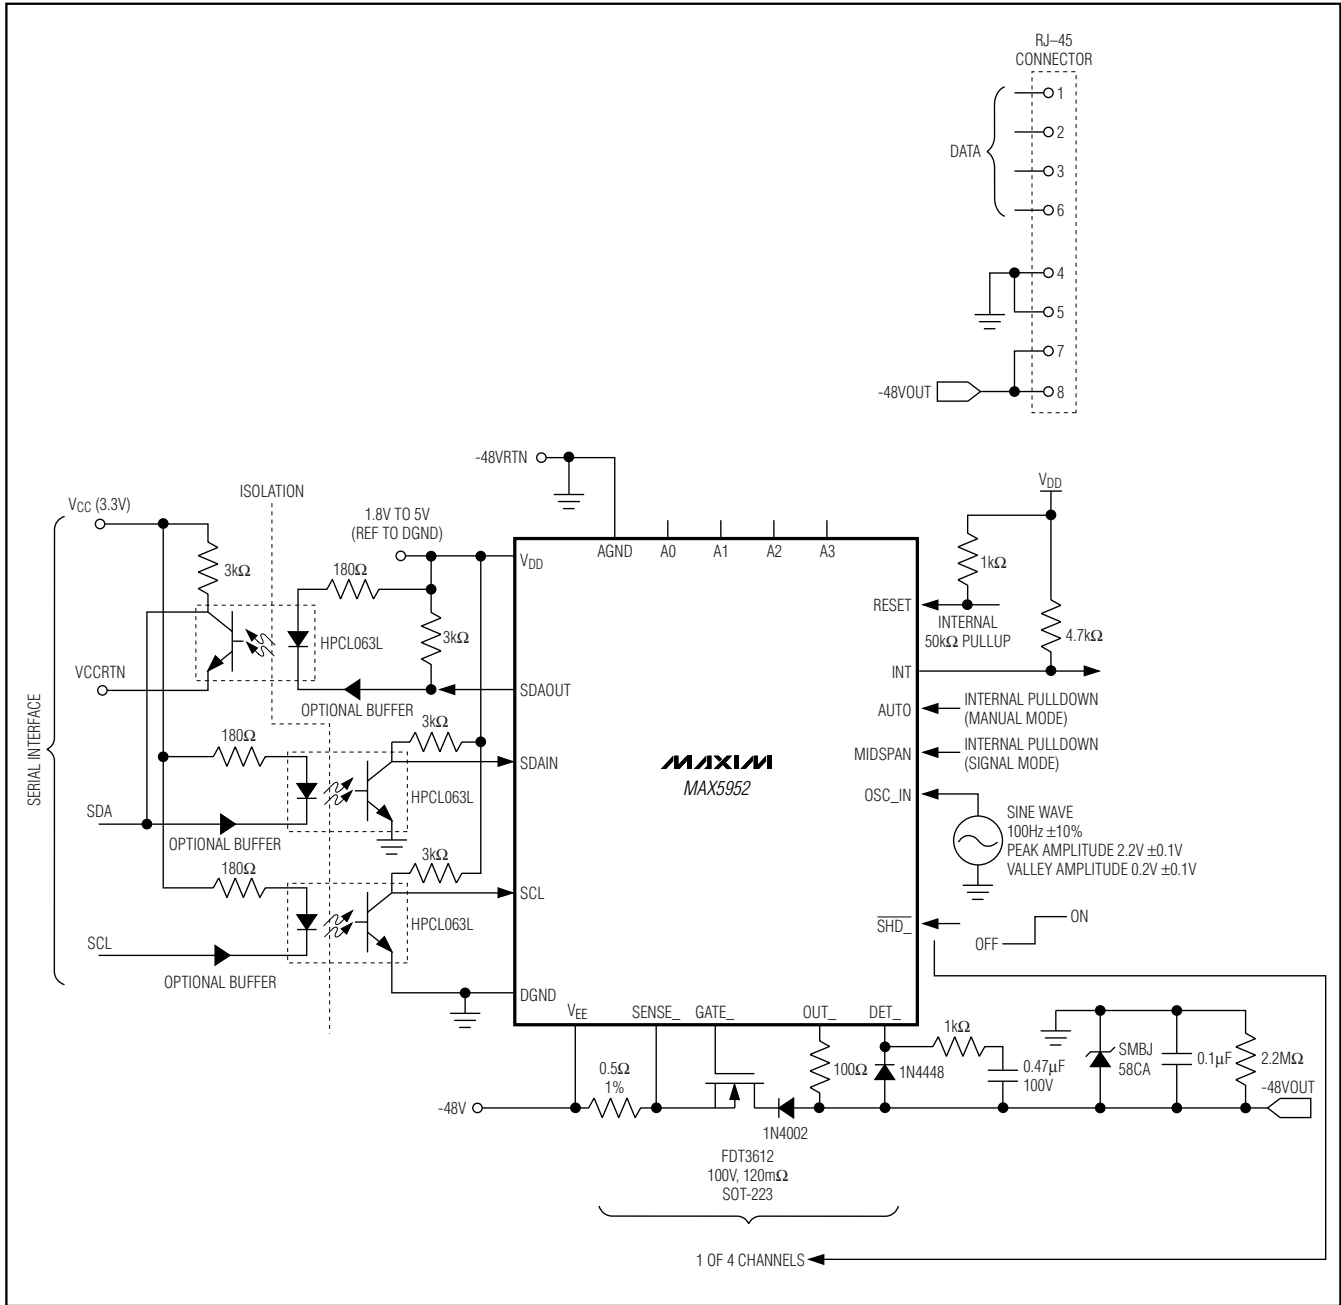 RJ–45
CONNECTOR
1
2
DATA
3
6
4
5
7
-48VOUT
8
-48VRTN
ISOLATION
VCC (3.3V)
1.8V TO 5V
(REF TO DGND)
VDD
3kΩ
180Ω
VDD
AGND
A0
A1
A2
A3
1kΩ
HPCL063L
3kΩ
RESET
INTERNAL
50kΩ PULLUP
4.7kΩ
VCCRTN
SDAOUT
INT
OPTIONAL BUFFER
AUTO
INTERNAL PULLDOWN
(MANUAL MODE)
SERIAL INTERFACE
180Ω
3kΩ
SDAIN
MAXIM
MAX5952
MIDSPAN
INTERNAL PULLDOWN
(SIGNAL MODE)
HPCL063L
OSC_IN
SDA
OPTIONAL BUFFER
SINE WAVE
100Hz ±10%
PEAK AMPLITUDE 2.2V ±0.1V
VALLEY AMPLITUDE 0.2V ±0.1V
180Ω
3kΩ
SCL
HPCL063L
SHD_
OFF
ON
SCL
OPTIONAL BUFFER
DGND
VEE
SENSE_
GATE_
OUT_
DET_
1kΩ
0.5Ω
1%
100Ω
1N4448
0.47μF
100V
SMBJ
58CA
0.1μF
2.2MΩ
-48VOUT
-48V
1N4002
FDT3612
100V, 120mΩ
SOT-223
1 OF 4 CHANNELS